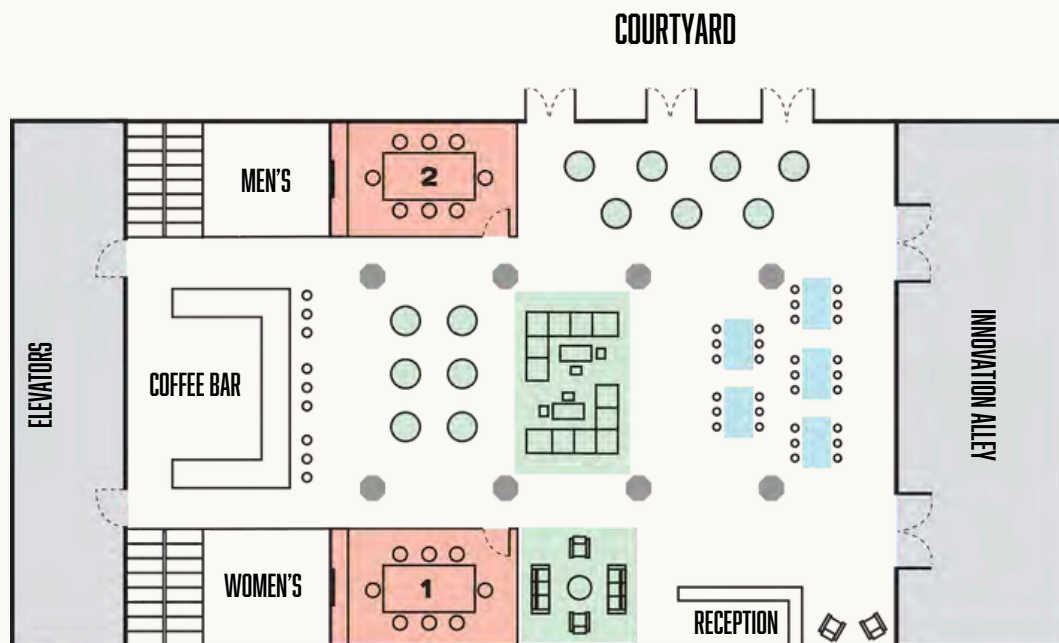 COURTYARD
MEN'S
2
ELEVATORS
COFFEE BAR
INNOVATION ALLEY
WOMEN'S
1
RECEPTION